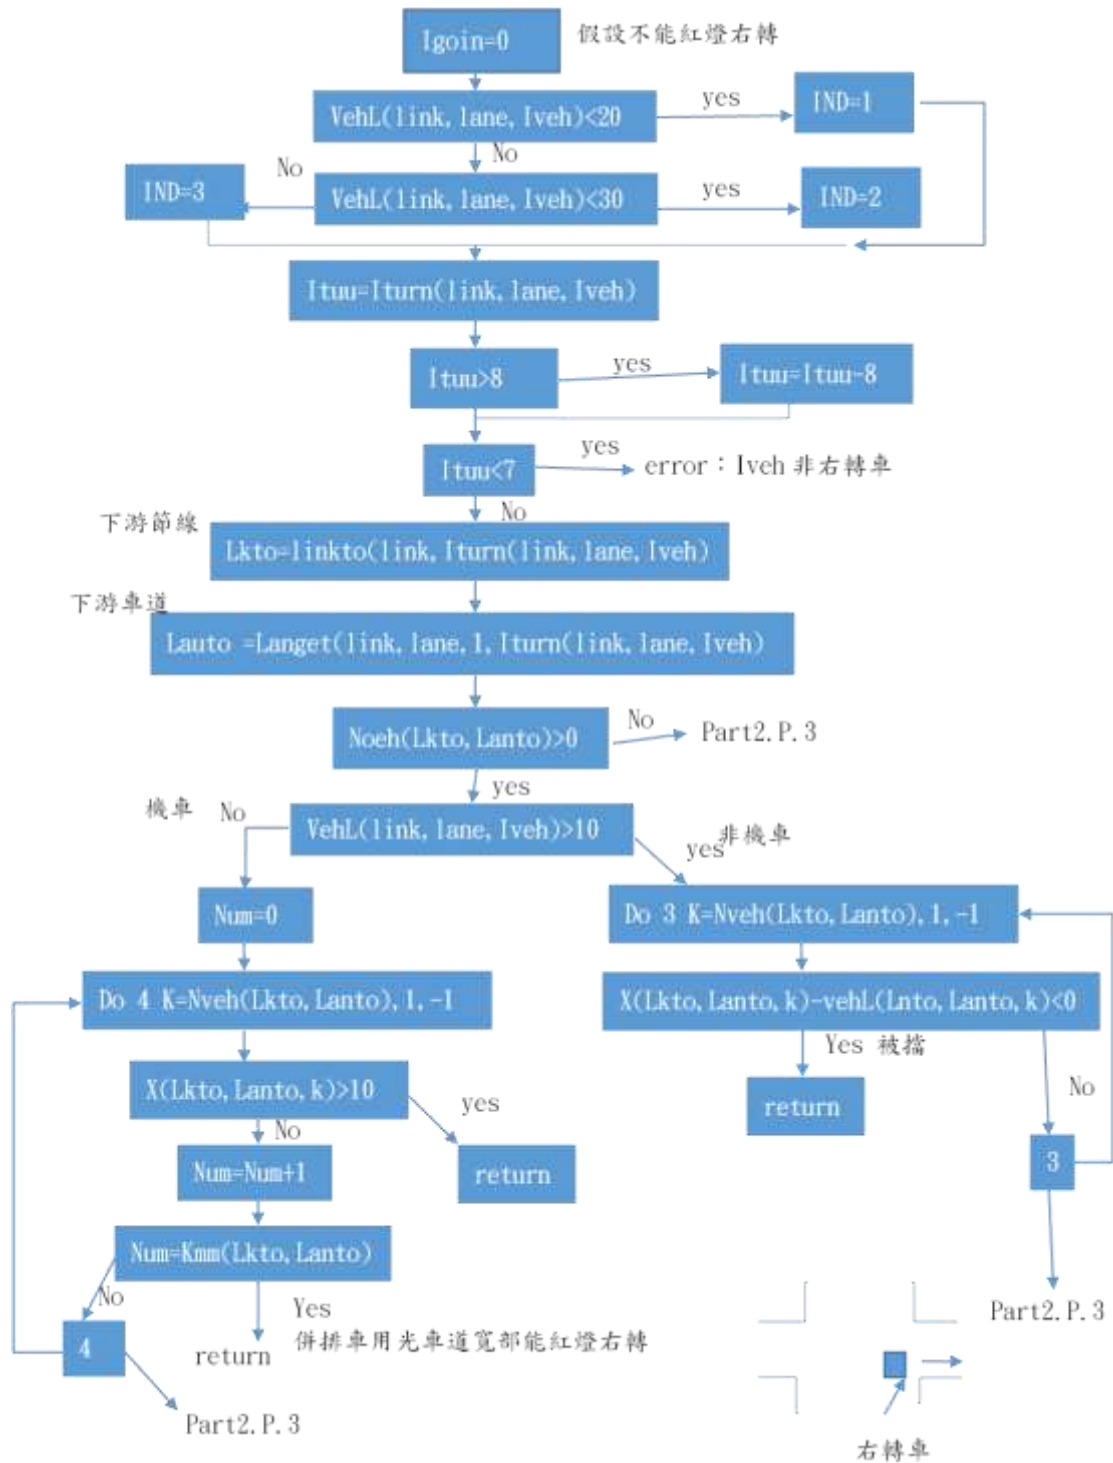 Igoin=0
假設不能紅燈右轉
VehL(link,lane,Iveh)<20
yes
IND=1
No
No
IND=3
VehL(link,lane,Iveh)<30
yes
IND=2
Ituu=Iturn(link,lane,Iveh)
Ituu>8
yes
Ituu=Ituu-8
Ituu<7
yes
error：Iveh 非右轉車
No
下游節線
Lkto=linkto(link,Iturn(link,lane,Iveh)
下游車道
Lauto =Langet(link,lane,1,Iturn(link,lane,Iveh)
Noeh(Lkto,Lanto)>0
No
Part2.P.3
yes
機車
No
VehL(link,lane,Iveh)>10
yes
非機車
Num=0
Do 3 K=Nveh(Lkto,Lanto),1,-1
Do 4 K=Nveh(Lkto,Lanto),1,-1
X(Lkto,Lanto,k)-vehL(Lnto,Lanto,k)<0
Yes 被擋
No
return
X(Lkto,Lanto,k)>10
yes
No
return
3
Num=Num+1
Num=Kmm(Lkto,Lanto)
No
Yes
併排車用光車道寬部能紅燈右轉
4
return
Part2.P.3
Part2.P.3
右轉車